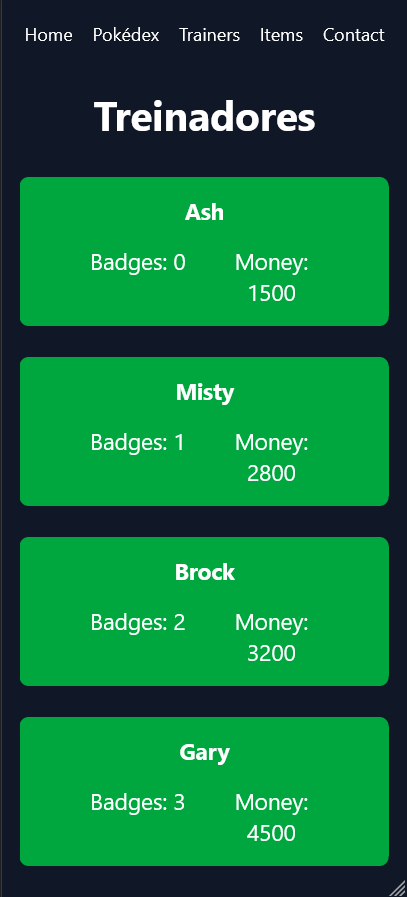 Home Pokédex Trainers Items Contact
Treinadores
Ash
Badges: 0 Money:
1500
Misty
Badges: 1 Money:
2800
Brock
Badges: 2 Money:
3200
Gary
Badges: 3 Money:
4500